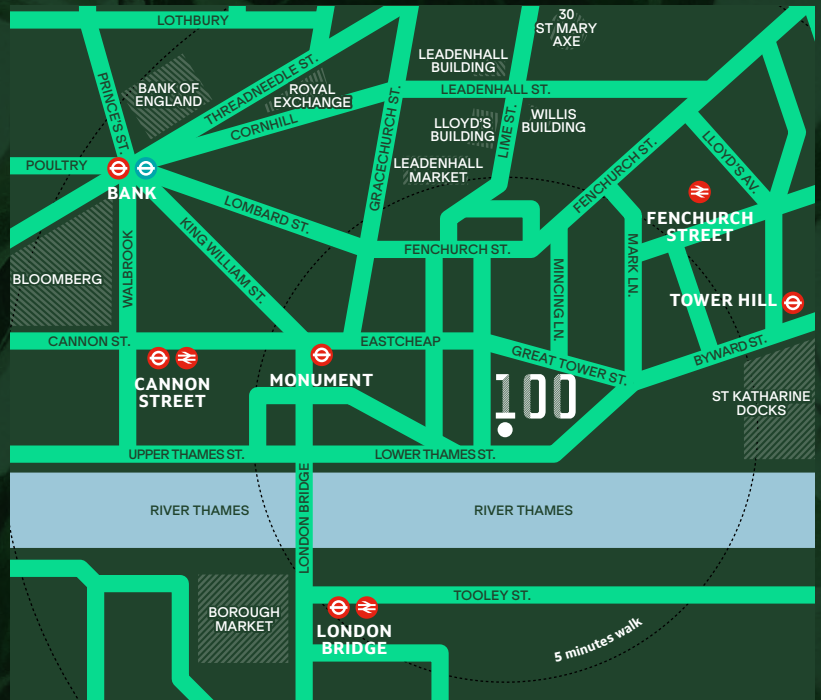 LOTHBURY
30
ST MARY
AXE
LEADENHALL
BUILDING
PRINCE'S ST.
BANK OF
ENGLAND
THREADNEEDLE ST.
ROYAL
EXCHANGE
LEADENHALL ST.
CORNHILL
GRACECHURCH ST.
LLOYD'S
BUILDING
LIME ST.
WILLIS
BUILDING
LEADENHALL
MARKET
FENCHURCH ST.
LLOYD'S AV.
POULTRY
BANK
LOMBARD ST.
FENCHURCH
STREET
KING WILLIAM ST.
WALBROOK
FENCHURCH ST.
MINCING LN.
MARK LN.
BLOOMBERG
TOWER HILL
CANNON ST.
EASTCHEAP
GREAT TOWER ST.
BYWARD ST.
CANNON
STREET
MONUMENT
100
ST KATHARINE
DOCKS
UPPER THAMES ST.
LOWER THAMES ST.
LONDON BRIDGE
RIVER THAMES
RIVER THAMES
TOOLEY ST.
BOROUGH
MARKET
LONDON
BRIDGE
5 minutes walk